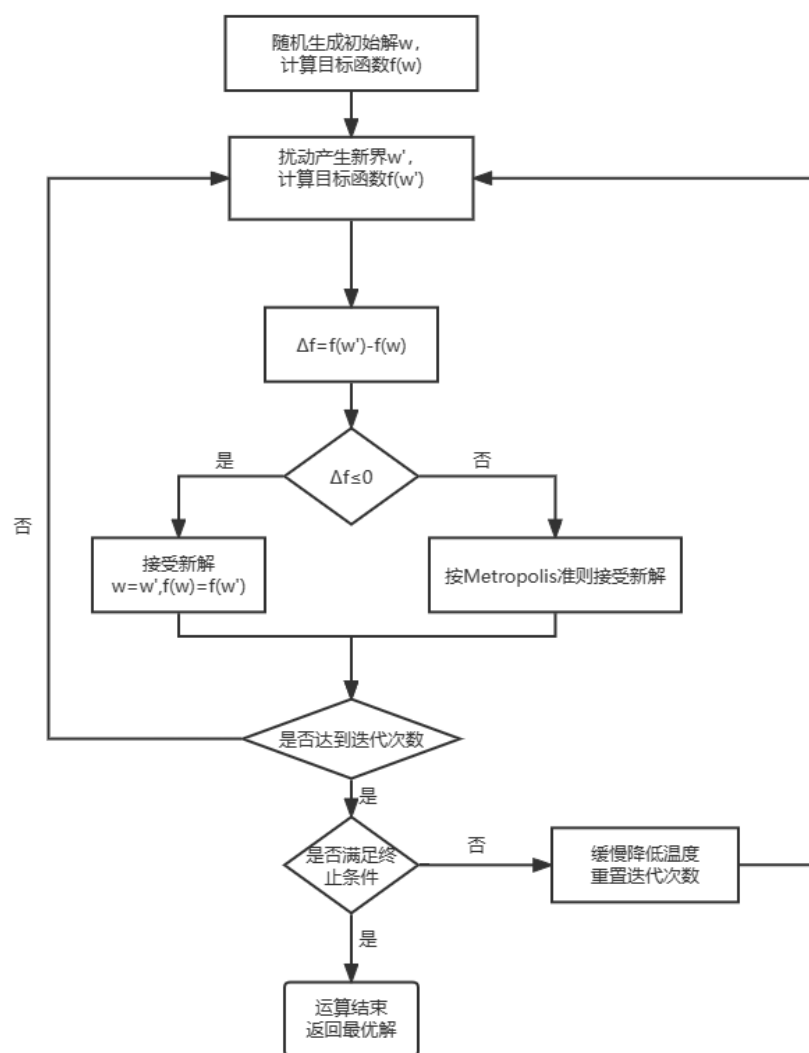 随机生成初始解w，
计算目标函数f(w)
扰动产生新界w'，
计算目标函数f(w')
Δf=f(w')-f(w)
Δf≤0
是
否
接受新解
w=w',f(w)=f(w')
按Metropolis准则接受新解
否
是否达到迭代次数
是
是否满足终
止条件
否
缓慢降低温度
重置迭代次数
是
运算结束
返回最优解